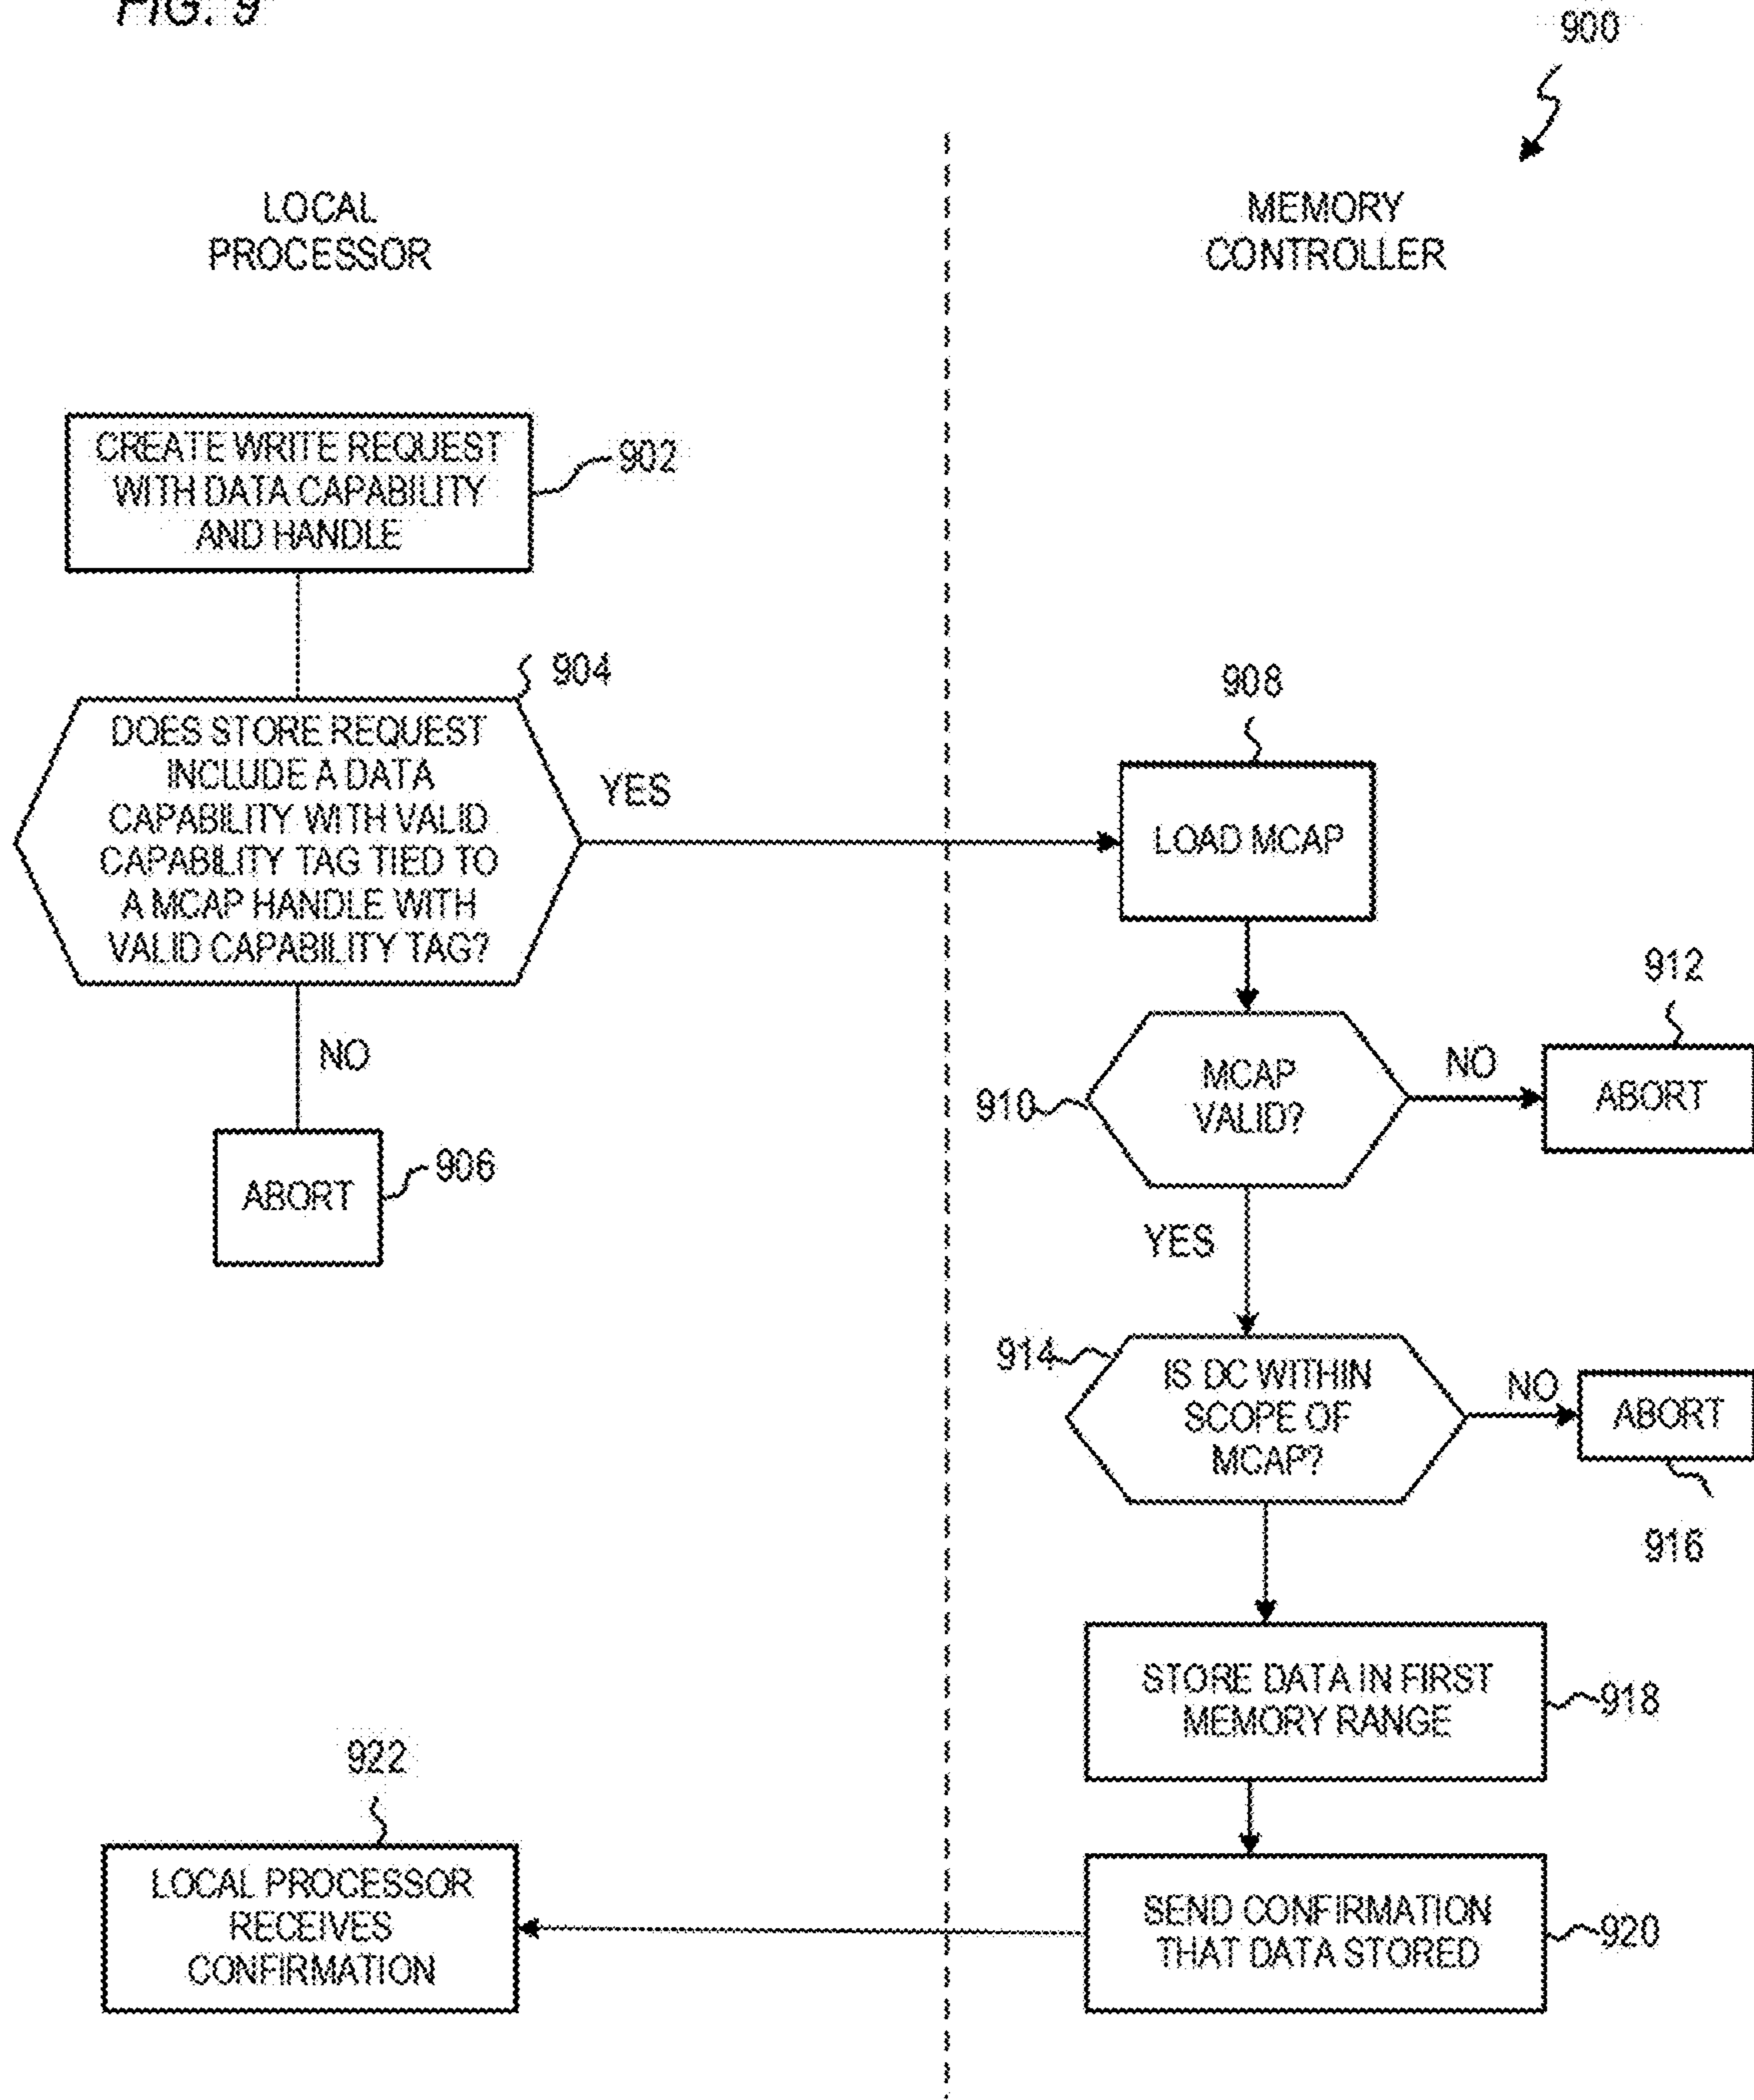 FIG. 9
900
LOCAL
PROCESSOR
MEMORY
CONTROLLER
CREATE WRITE REQUEST
WITH DATA CAPABILITY
AND HANDLE
902
904
DOES STORE REQUEST
INCLUDE A DATA
CAPABILITY WITH VALID
CAPABILITY TAG TIED TO
A MCAP HANDLE WITH
VALID CAPABILITY TAG?
YES
NO
ABORT
906
908
LOAD MCAP
910
MCAP
VALID?
NO
912
ABORT
YES
914
IS DC WITHIN
SCOPE OF
MCAP?
NO
ABORT
916
STORE DATA IN FIRST
MEMORY RANGE
918
SEND CONFIRMATION
THAT DATA STORED
920
922
LOCAL PROCESSOR
RECEIVES
CONFIRMATION